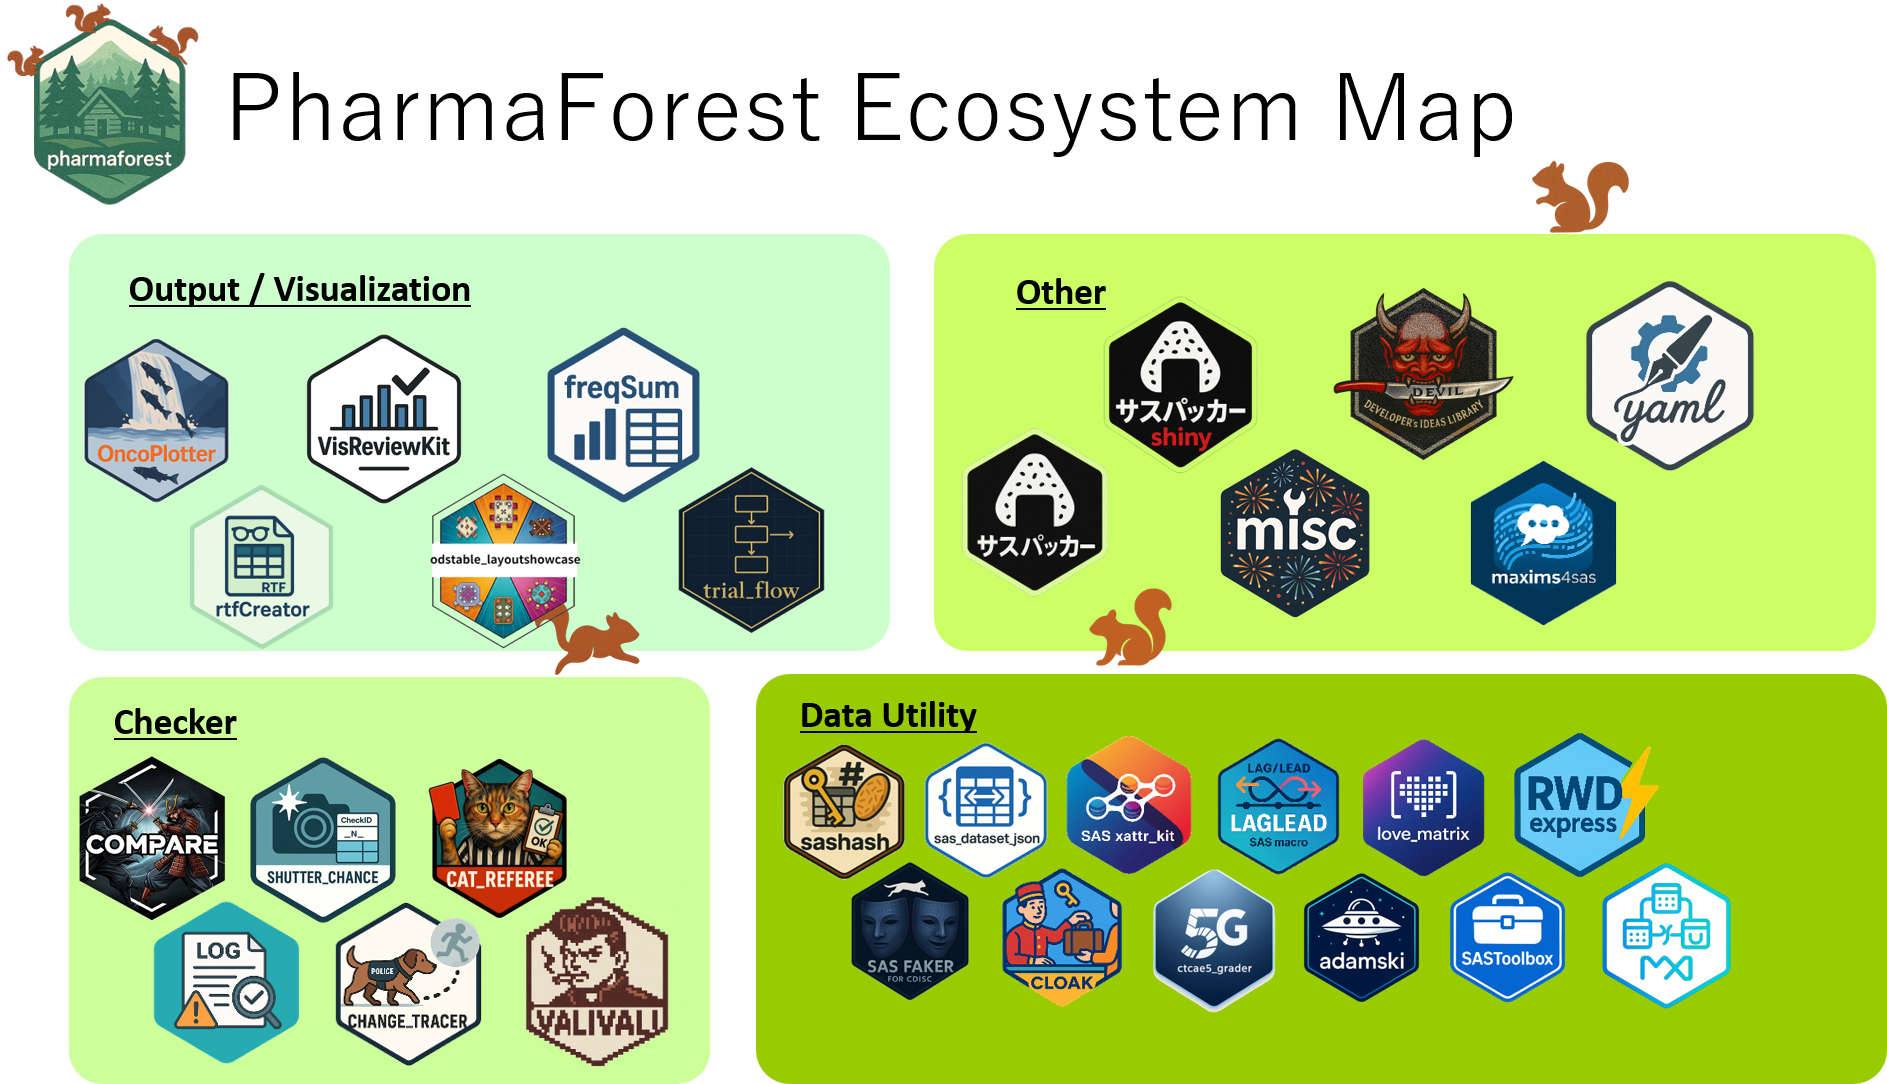 pharmaforest
PharmaForest Ecosystem Map
Output / Visualization
OncoPlotter
VisReviewKit
freqSum
RTF
rtfCreator
odstable_layoutshowcase
trial_flow
Other
サスパッカー
shiny
DEVIL
DEVELOPER's IDEAS LIBRARY
yaml
サスパッカー
misc
maxims4sas
Checker
COMPARE
CheckID
_N_
SHUTTER_CHANCE
OK
CAT_REFEREE
LOG
POLICE
CHANGE_TRACER
VALIVALI
Data Utility
#
sashash
{ }
sas_dataset_json
SAS xattr_kit
LAG/LEAD
LAGLEAD
SAS macro
[ ]
love_matrix
RWD
express
SAS FAKER
FOR CDISC
CLOAK
5G
ctcae5_grader
adamski
SASToolbox